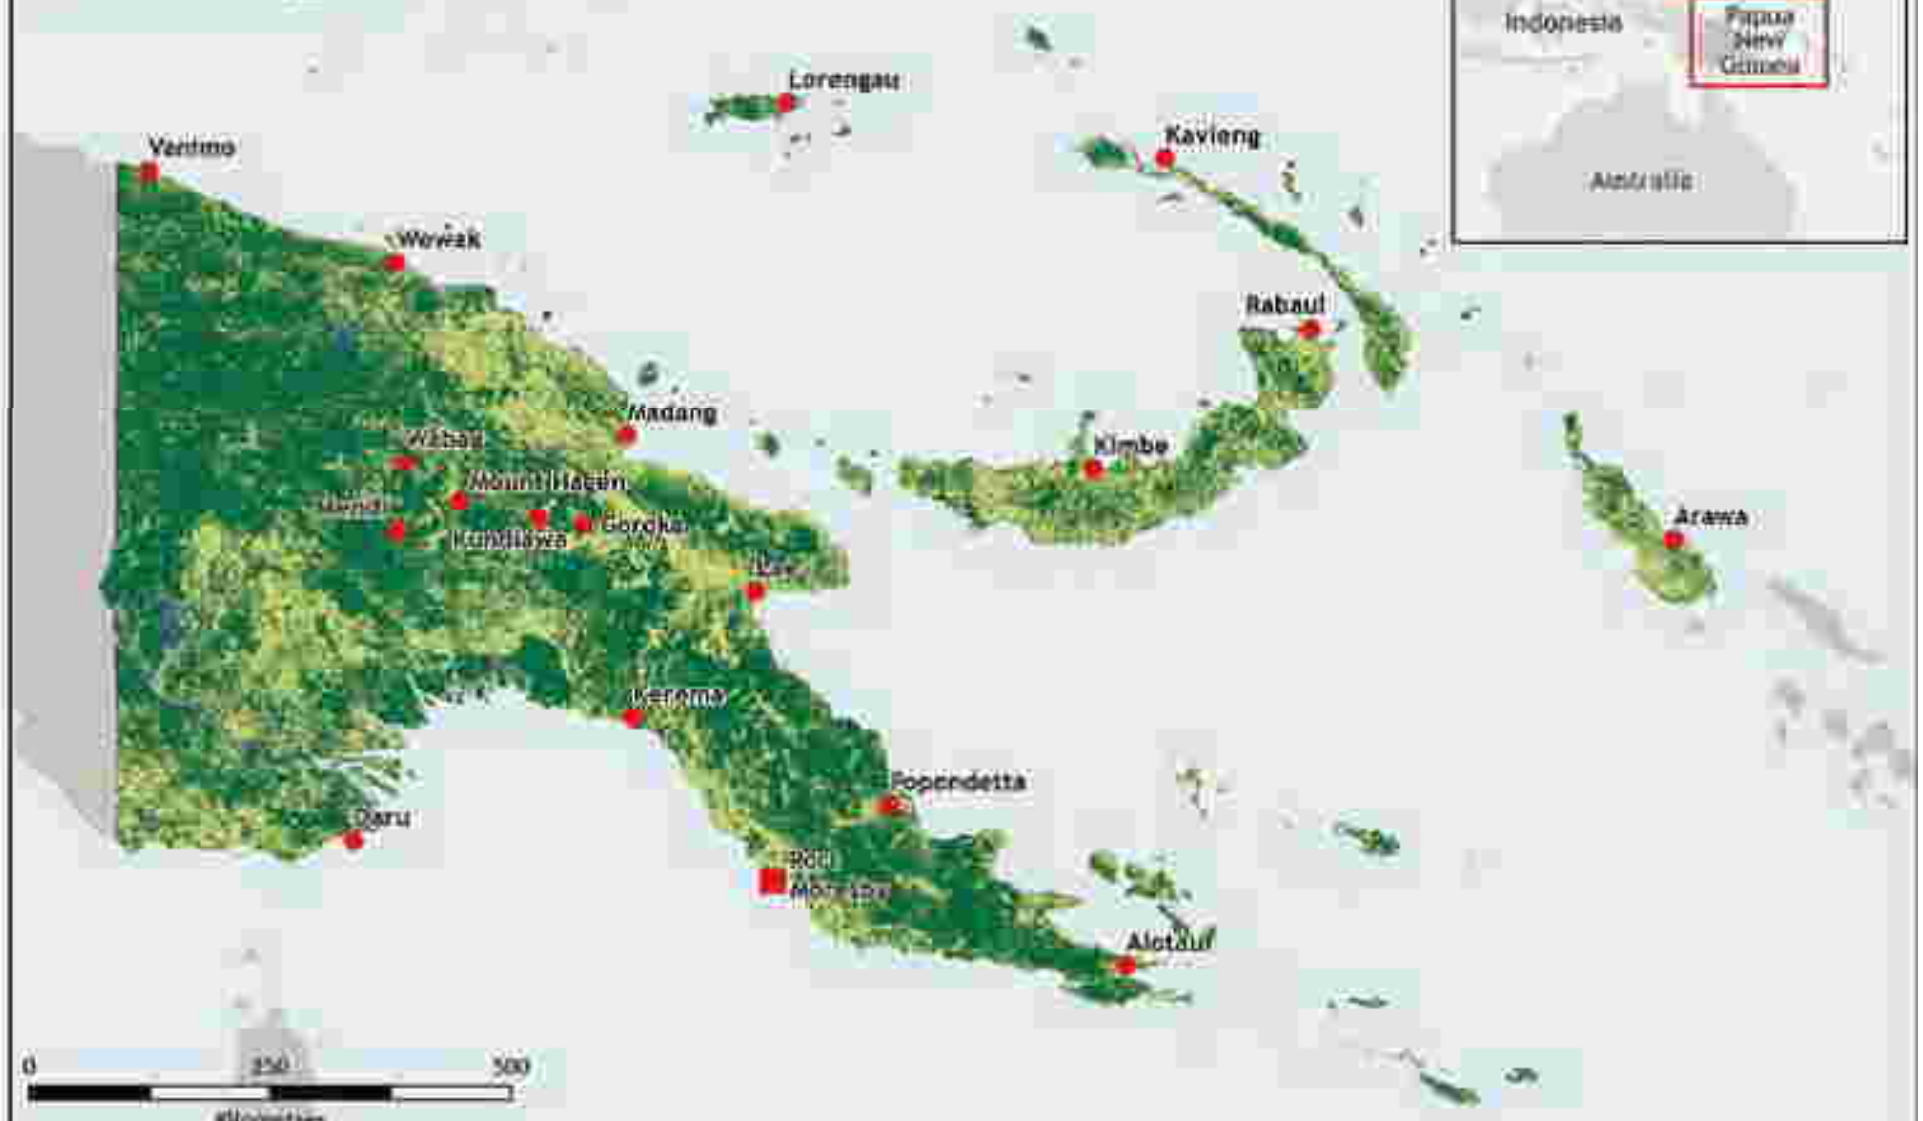 Indonesia
Papua
New
Guinea
Australia
Lorengau
Kavieng
Vanimo
Wewak
Rabaul
Madang
Wabag
Kimbe
Mount Hagen
Mendi
Goroka
Kundiawa
Arawa
Lae
Kerema
Popondetta
Daru
Port
Moresby
Alotau
0 250 500
Kilometers